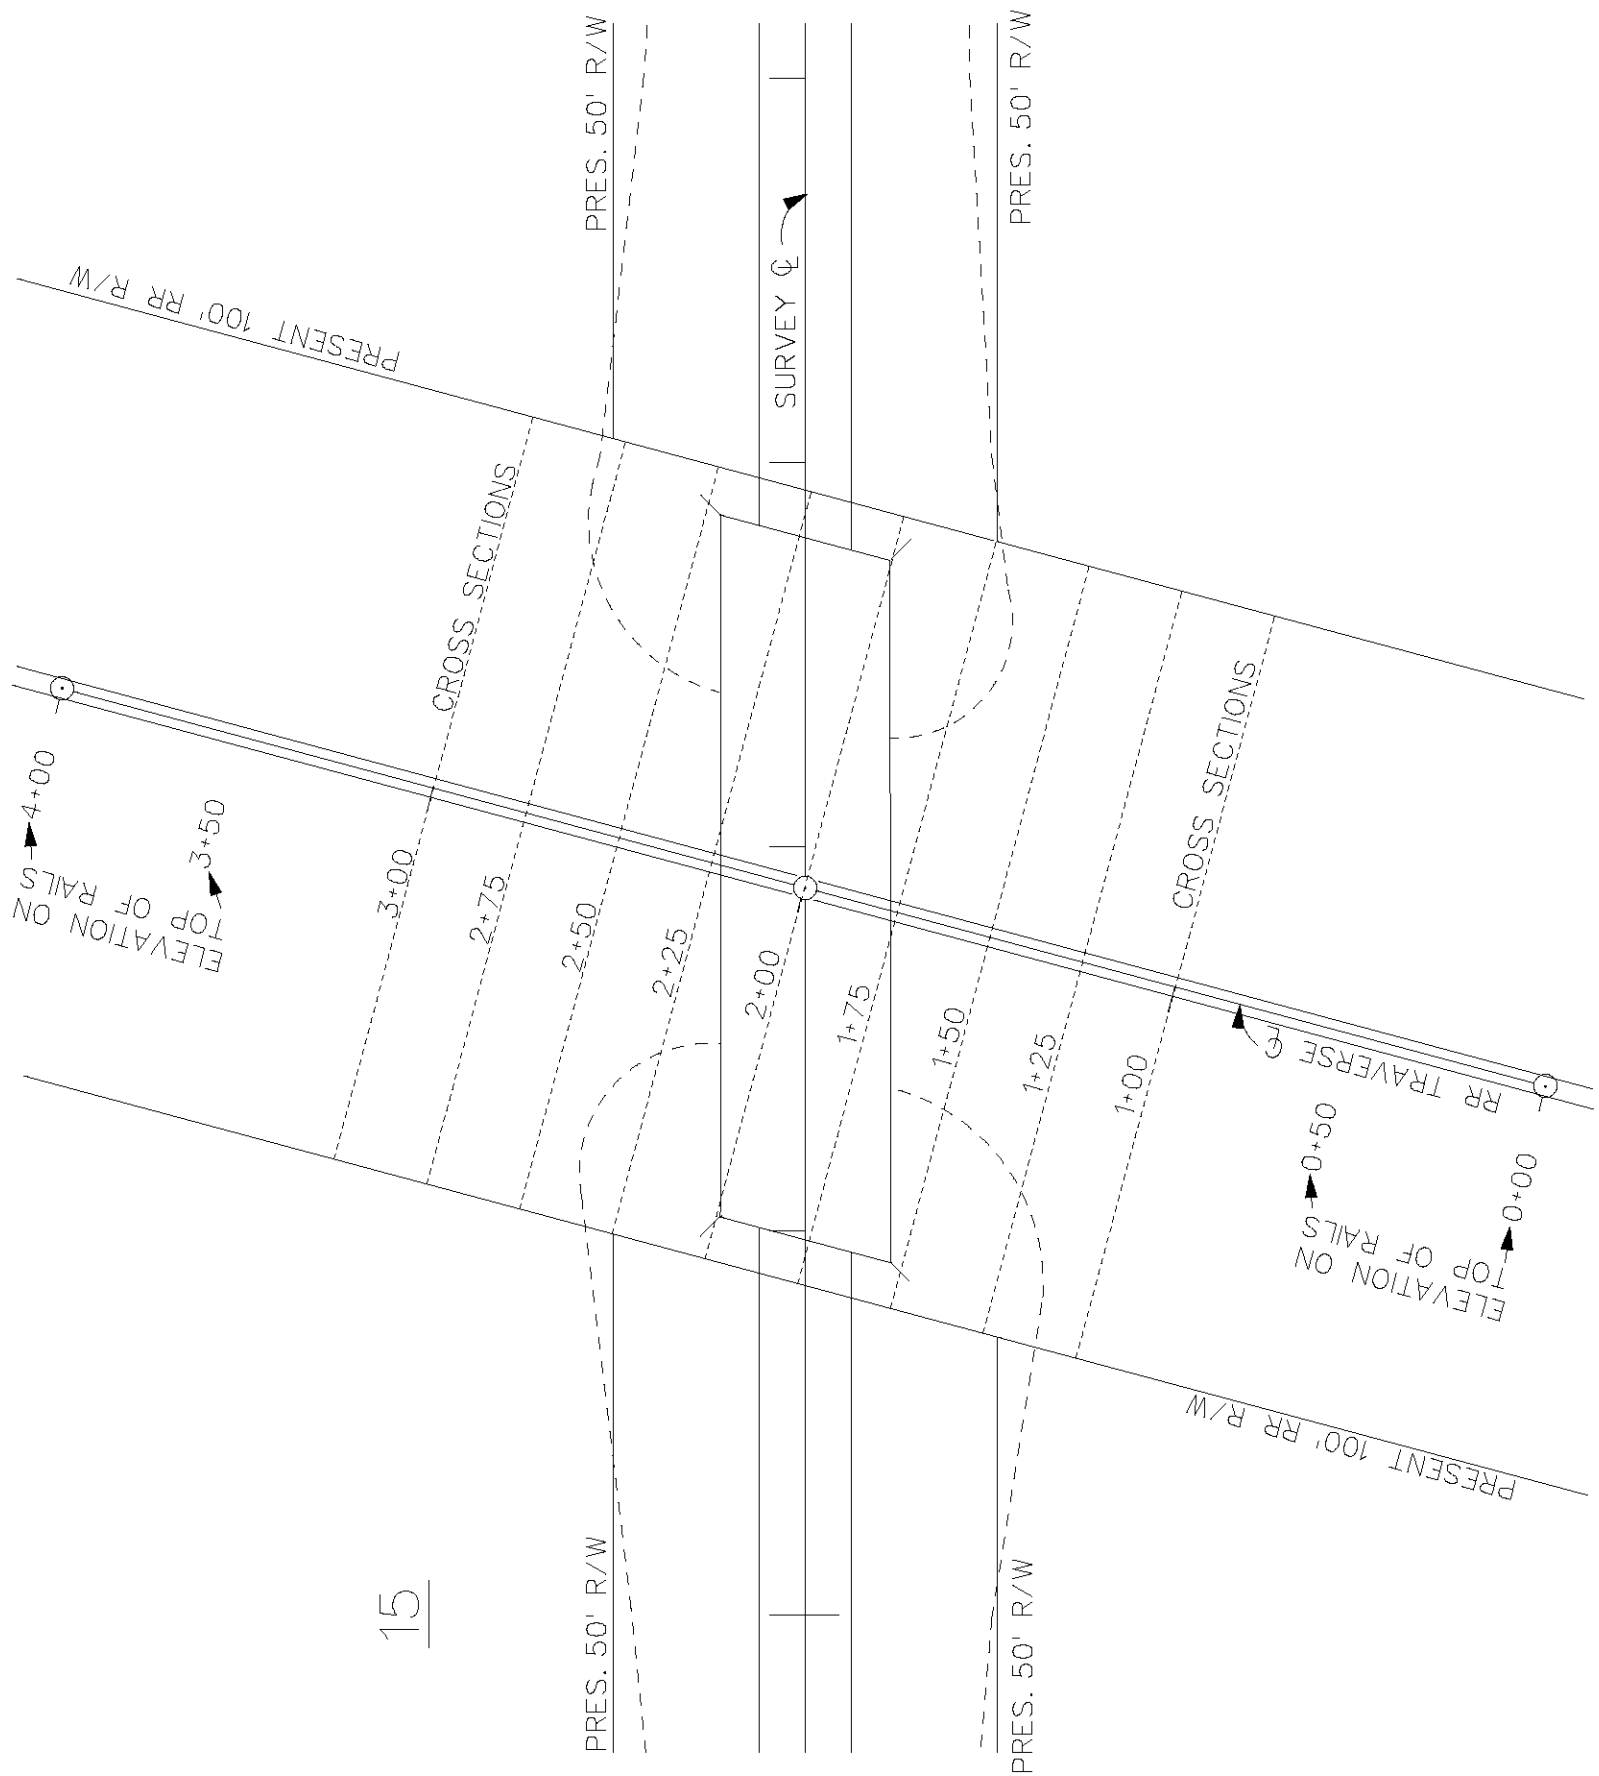 PRES. 50' R/W
PRES. 50' R/W
SURVEY ℄
PRESENT 100' RR R/W
CROSS SECTIONS
CROSS SECTIONS
4+00
3+50
ELEVATION ON
TOP OF RAILS
3+00
2+75
2+50
2+25
2+00
1+75
1+50
1+25
1+00
RR TRAVERSE ℄
0+50
0+00
ELEVATION ON
TOP OF RAILS
PRESENT 100' RR R/W
PRES. 50' R/W
PRES. 50' R/W
15